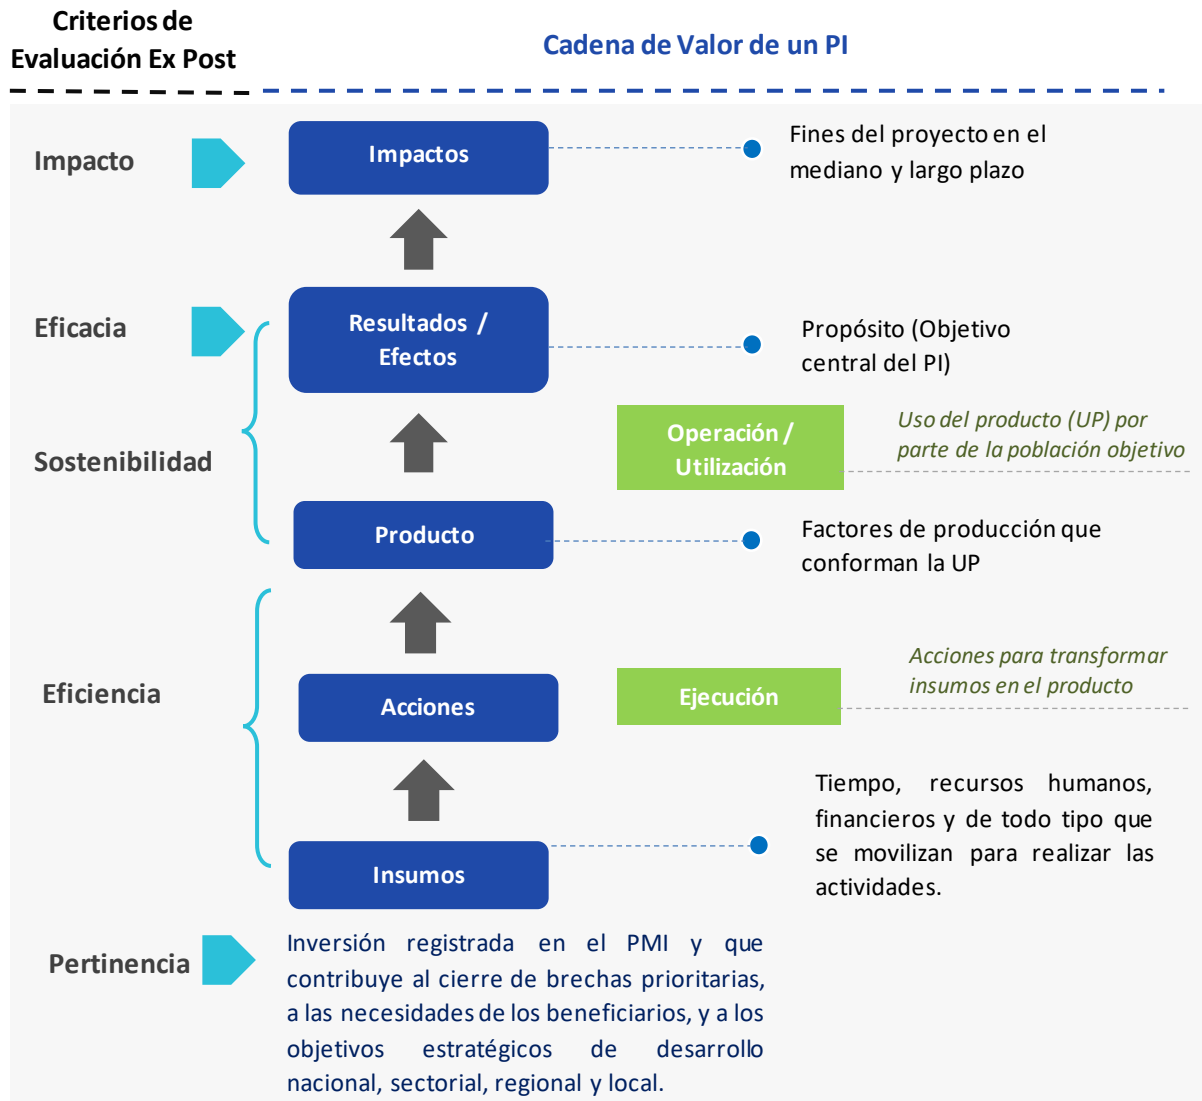 Criterios de
Evaluación Ex Post
Cadena de Valor de un PI
Impacto
Impactos
Fines del proyecto en el
mediano y largo plazo
Eficacia
Resultados /
Efectos
Propósito (Objetivo
central del PI)
Sostenibilidad
Operación /
Utilización
Uso del producto (UP) por
parte de la población objetivo
Producto
Factores de producción que
conforman la UP
Eficiencia
Acciones
Ejecución
Acciones para transformar
insumos en el producto
Insumos
Tiempo, recursos humanos,
financieros y de todo tipo que
se movilizan para realizar las
actividades.
Pertinencia
Inversión registrada en el PMI y que
contribuye al cierre de brechas prioritarias,
a las necesidades de los beneficiarios, y a los
objetivos estratégicos de desarrollo
nacional, sectorial, regional y local.